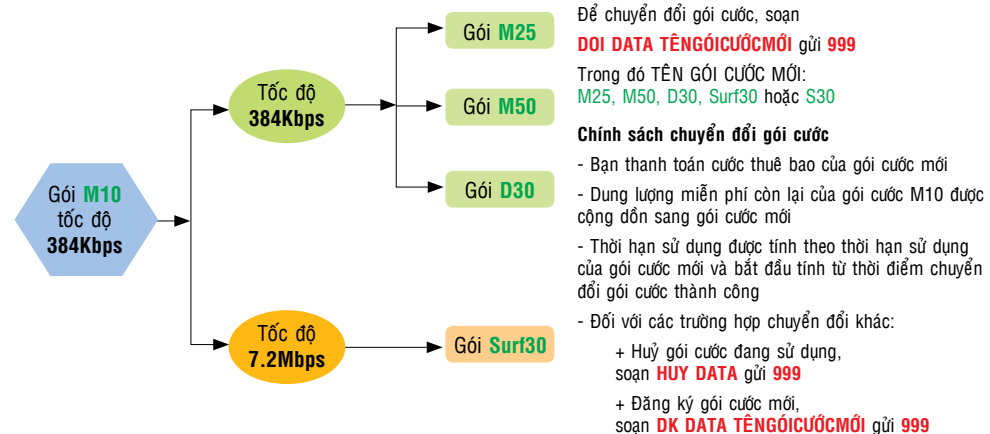 Gói M10
tốc độ
384Kbps
Tốc độ
384Kbps
Gói M25
Gói M50
Gói D30
Tốc độ
7.2Mbps
Gói Surf30
Để chuyển đổi gói cước, soạn
DOI DATA TÊNGÓICƯỚCMỚI gửi 999
Trong đó TÊN GÓI CƯỚC MỚI:
M25, M50, D30, Surf30 hoặc S30
Chính sách chuyển đổi gói cước
- Bạn thanh toán cước thuê bao của gói cước mới
- Dung lượng miễn phí còn lại của gói cước M10 được
cộng dồn sang gói cước mới
- Thời hạn sử dụng được tính theo thời hạn sử dụng
của gói cước mới và bắt đầu tính từ thời điểm chuyển
đổi gói cước thành công
- Đối với các trường hợp chuyển đổi khác:
+ Huỷ gói cước đang sử dụng,
soạn HUY DATA gửi 999
+ Đăng ký gói cước mới,
soạn DK DATA TÊNGÓICƯỚCMỚI gửi 999